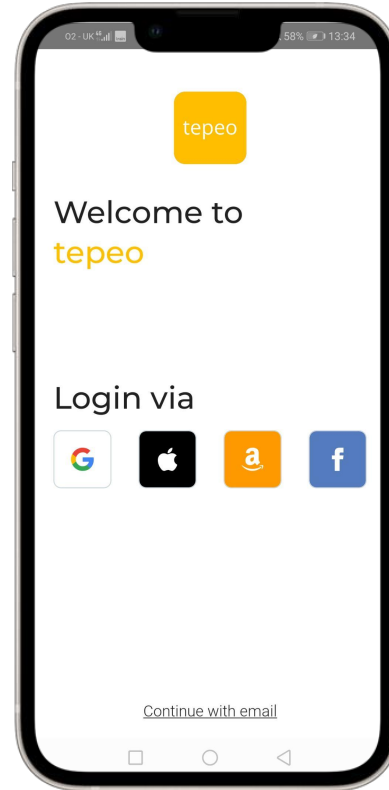 O2 - UK 58% 13:34
tepeo
Welcome to
tepeo
Login via
G a f
Continue with email